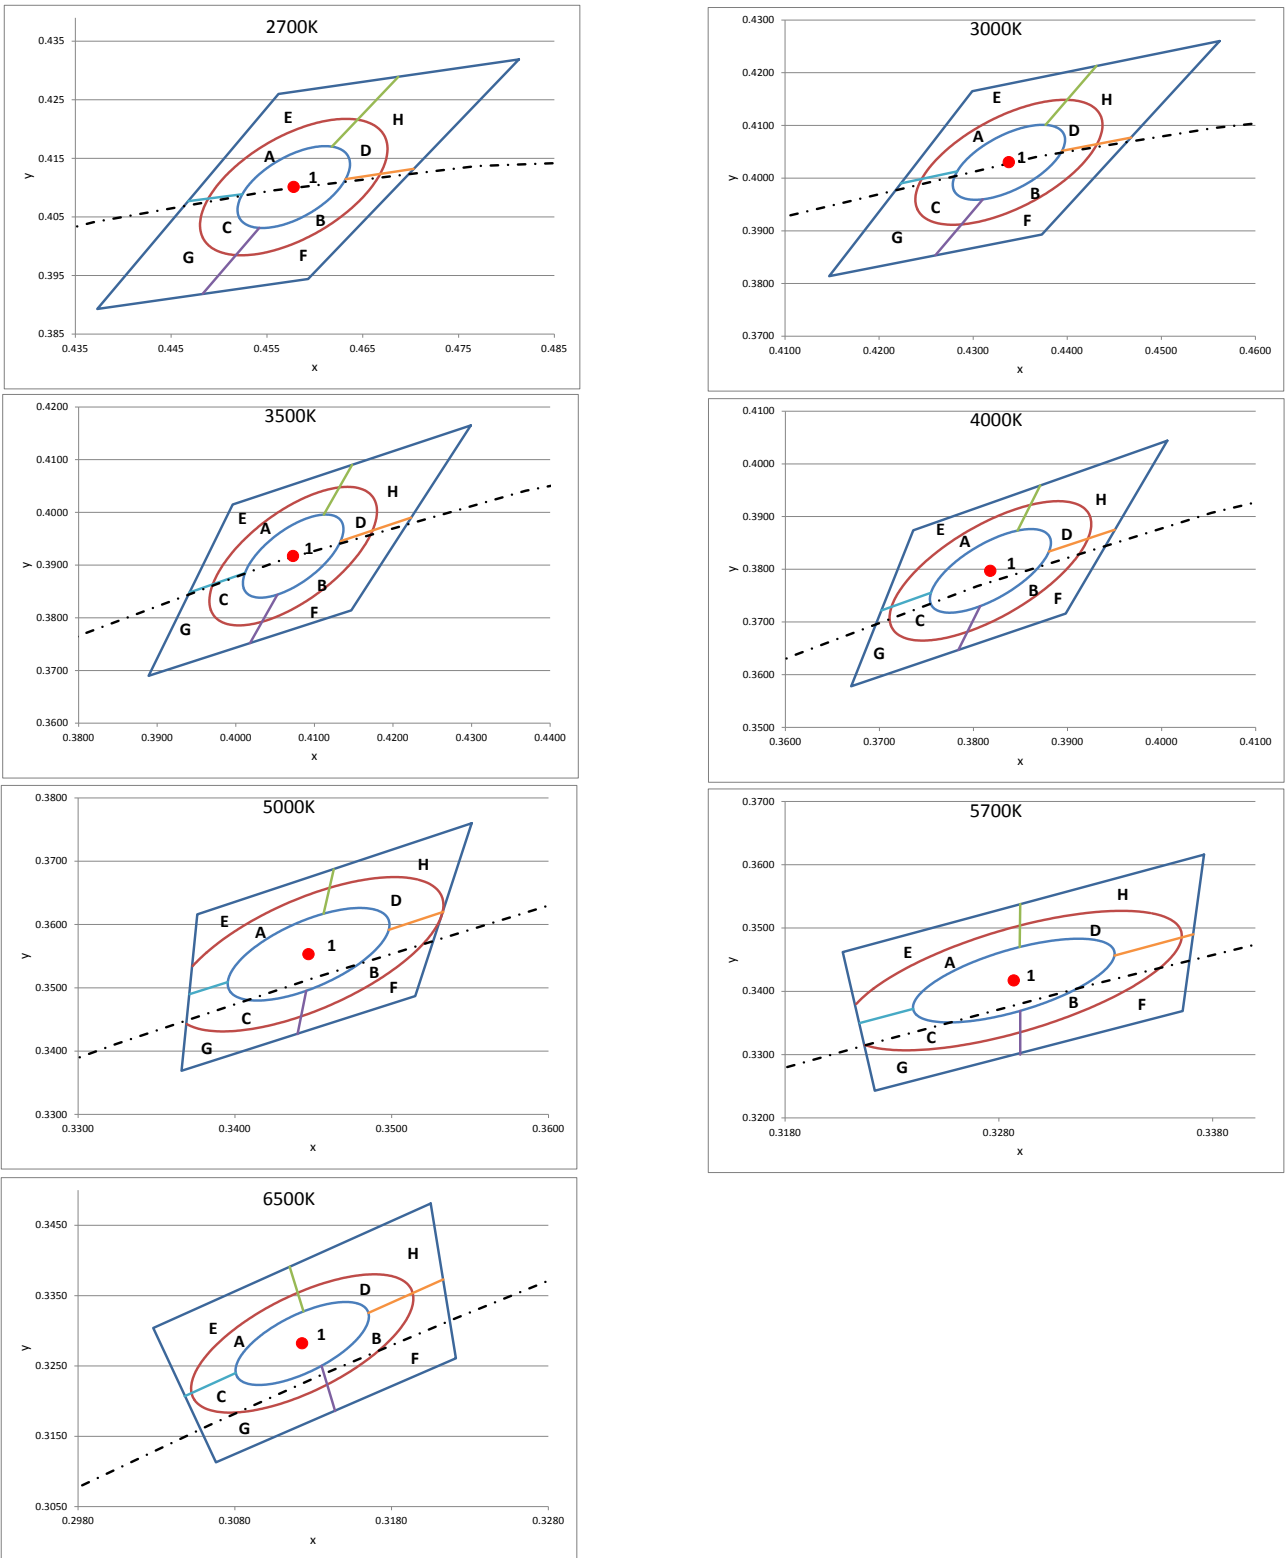 2700K
0.435
0.425
0.415
0.405
0.395
0.385
y
E
H
A
D
1
C
B
G
F
0.435 0.445 0.455 0.465 0.475 0.485
x
3000K
0.4300
0.4200
0.4100
0.4000
0.3900
0.3800
0.3700
y
E
H
A
D
1
B
C
F
G
0.4100 0.4200 0.4300 0.4400 0.4500 0.4600
x
3500K
0.4200
0.4100
0.4000
0.3900
0.3800
0.3700
0.3600
y
H
E
A
D
1
B
C
F
G
0.3800 0.3900 0.4000 0.4100 0.4200 0.4300 0.4400
x
4000K
0.4100
0.4000
0.3900
0.3800
0.3700
0.3600
0.3500
y
H
E
A
D
1
B
F
C
G
0.3600 0.3700 0.3800 0.3900 0.4000 0.4100
x
5000K
0.3800
0.3700
0.3600
0.3500
0.3400
0.3300
y
H
D
E
A
1
B
F
C
G
0.3300 0.3400 0.3500 0.3600
x
5700K
0.3700
0.3600
0.3500
0.3400
0.3300
0.3200
y
H
D
E
A
1
B
F
C
G
0.3180 0.3280 0.3380
x
6500K
0.3450
0.3350
0.3250
0.3150
0.3050
y
H
D
E
A
1
B
F
C
G
0.2980 0.3080 0.3180 0.3280
x